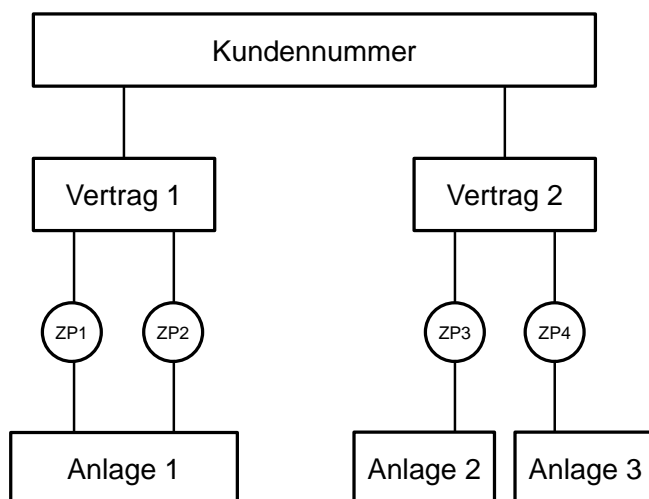 Kundennummer
Vertrag 1
Vertrag 2
ZP1
ZP2
ZP3
ZP4
Anlage 1
Anlage 2
Anlage 3